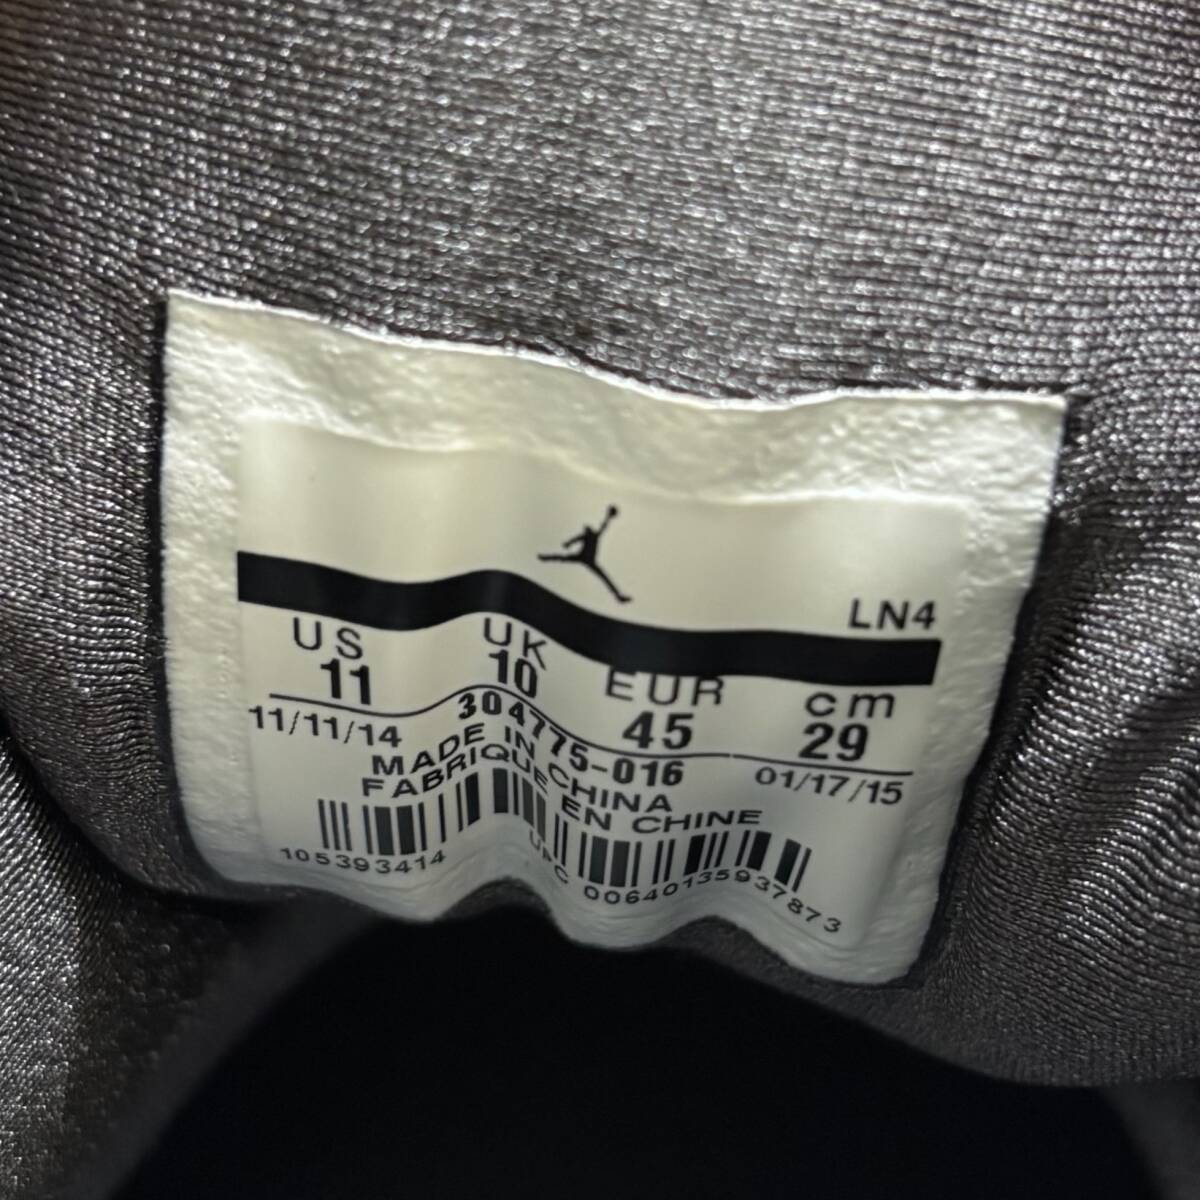 LN4
US UK EUR cm
11 10 45 29
11/11/14 304775-016 01/17/15
MADE IN CHINA
FABRIQUE EN CHINE
105393414 UPC 00640135937873